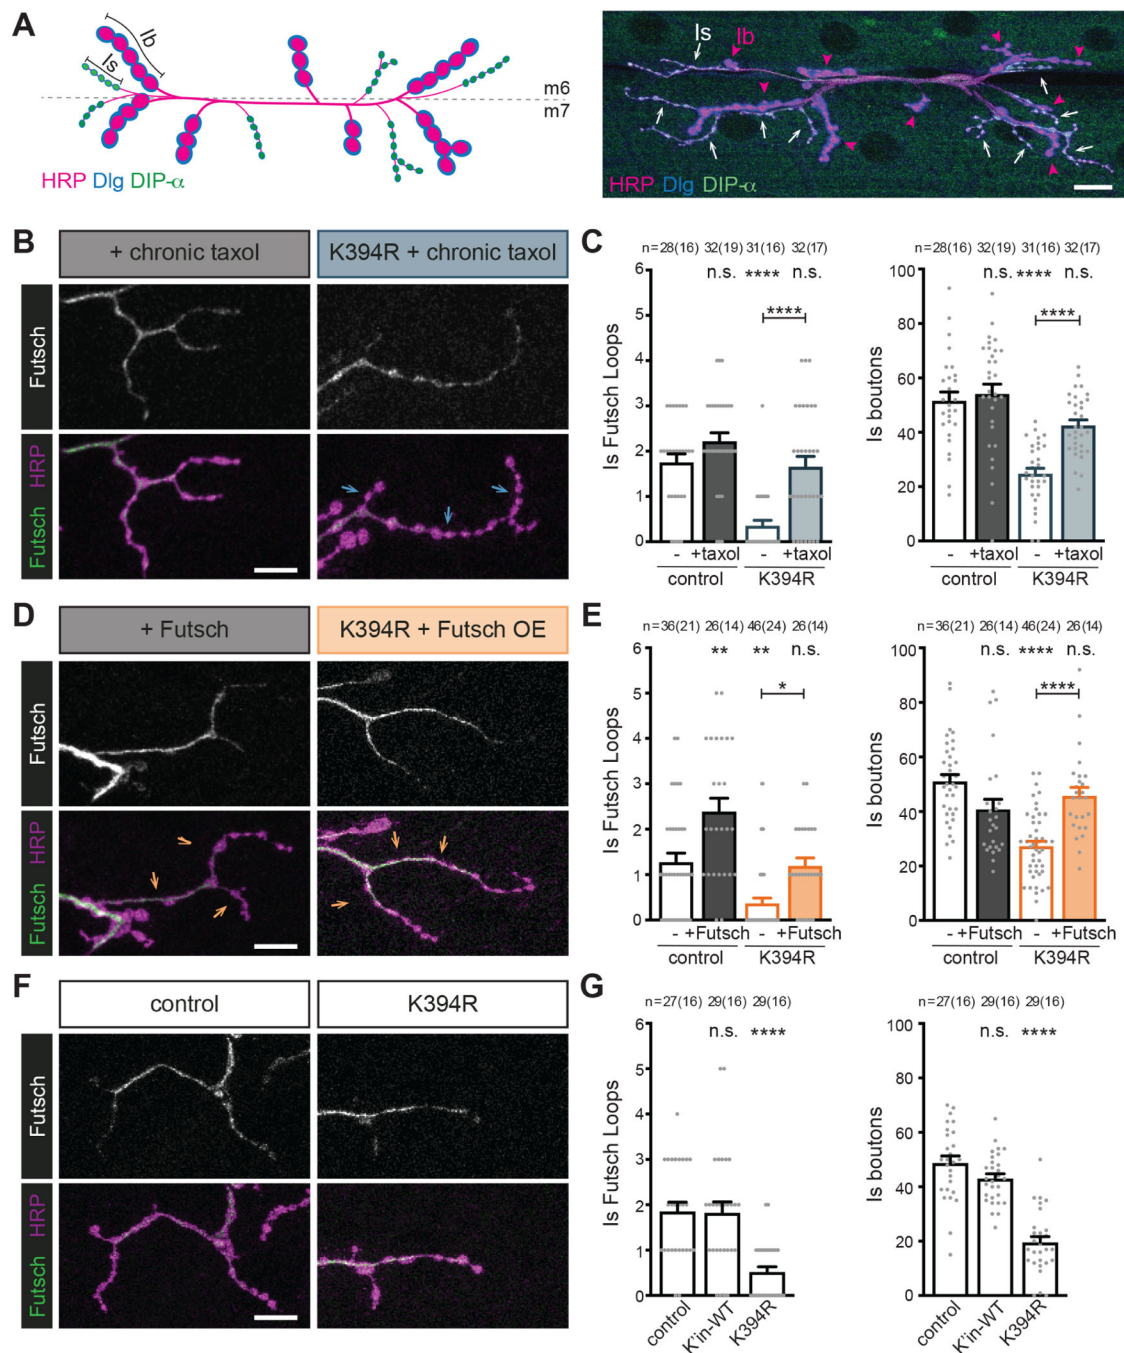 A
Ib
Is
m6
m7
HRP Dlg DIP-α
Is
Ib
HRP Dlg DIP-α
B
+ chronic taxol
K394R + chronic taxol
Futsch
Futsch HRP
C
n=28(16) 32(19) 31(16) 32(17)
n.s. **** n.s.
****
Is Futsch Loops
6
5
4
3
2
1
0
- +taxol - +taxol
control K394R
n=28(16) 32(19) 31(16) 32(17)
n.s. **** n.s.
****
Is boutons
100
80
60
40
20
0
- +taxol - +taxol
control K394R
D
+ Futsch
K394R + Futsch OE
Futsch
Futsch HRP
E
n=36(21) 26(14) 46(24) 26(14)
** ** n.s.
*
Is Futsch Loops
6
5
4
3
2
1
0
- +Futsch - +Futsch
control K394R
n=36(21) 26(14) 46(24) 26(14)
n.s. **** n.s.
****
Is boutons
100
80
60
40
20
0
- +Futsch - +Futsch
control K394R
F
control
K394R
Futsch
Futsch HRP
G
n=27(16) 29(16) 29(16)
n.s. ****
Is Futsch Loops
6
5
4
3
2
1
0
control K'in-WT K394R
n=27(16) 29(16) 29(16)
n.s. ****
Is boutons
100
80
60
40
20
0
control K'in-WT K394R